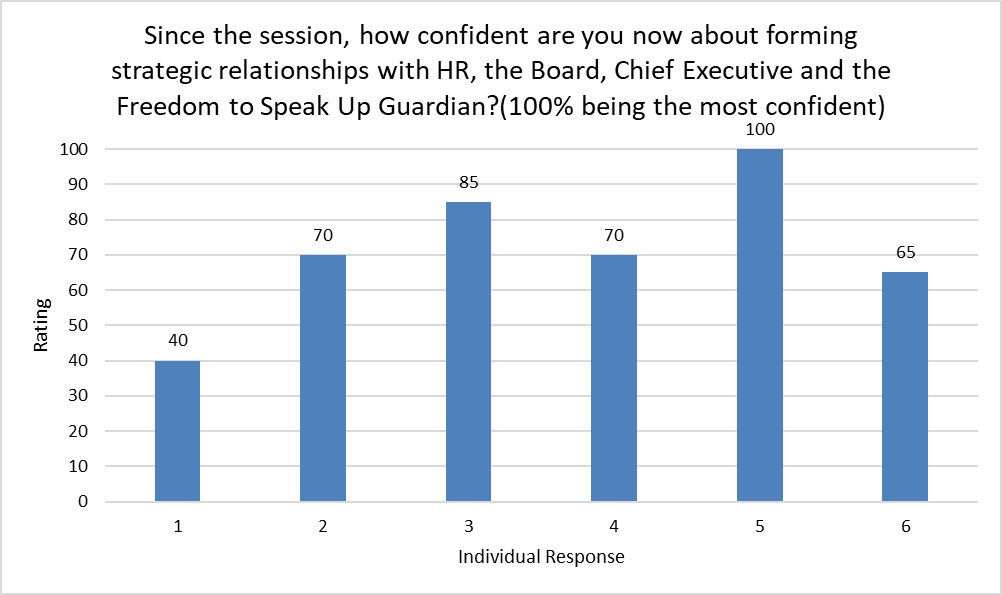 Since the session, how confident are you now about forming
strategic relationships with HR, the Board, Chief Executive and the
Freedom to Speak Up Guardian?(100% being the most confident)
100
90
80
70
60
50
40
30
20
10
0
Rating
40
70
85
70
100
65
1 2 3 4 5 6
Individual Response